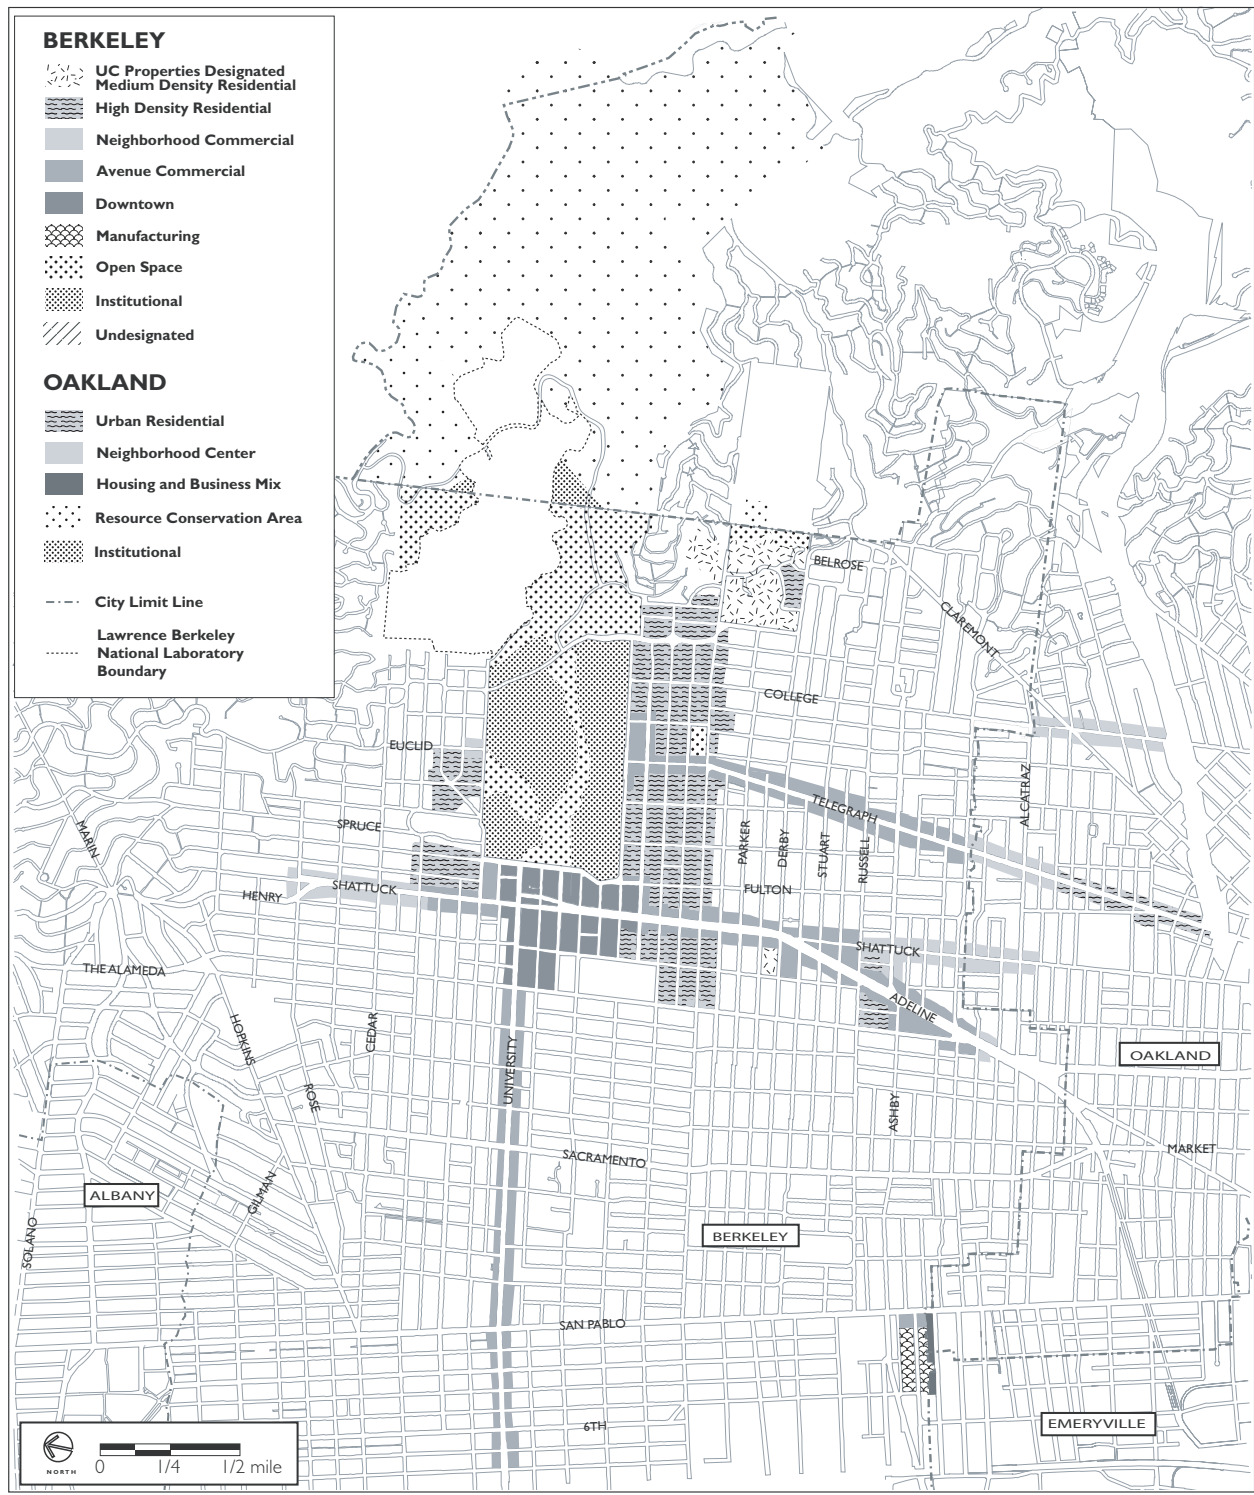 BERKELEY
UC Properties Designated
Medium Density Residential
High Density Residential
Neighborhood Commercial
Avenue Commercial
Downtown
Manufacturing
Open Space
Institutional
Undesignated
OAKLAND
Urban Residential
Neighborhood Center
Housing and Business Mix
Resource Conservation Area
Institutional
City Limit Line
Lawrence Berkeley
National Laboratory
Boundary
BELROSE
CLAREMONT
COLLEGE
EUCLID
ALCATRAZ
TELEGRAPH
SPRUCE
MARIN
PARKER
DERBY
STUART
RUSSELL
HENRY
SHATTUCK
FULTON
SHATTUCK
THE ALAMEDA
ADELINE
HOPKINS
CEDAR
UNIVERSITY
OAKLAND
ROSE
ASHBY
SACRAMENTO
MARKET
ALBANY
GILMAN
SOLANO
BERKELEY
SAN PABLO
6TH
EMERYVILLE
NORTH
0 1/4 1/2 mile